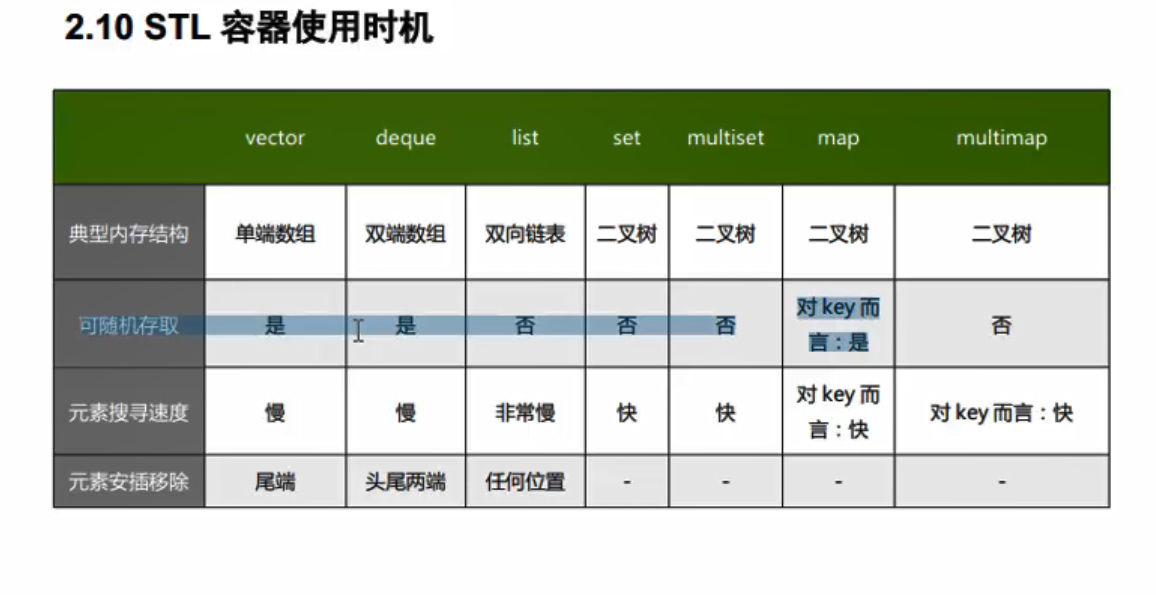 2.10 STL 容器使用时机
vector deque list set multiset map multimap
典型内存结构 单端数组 双端数组 双向链表 二叉树 二叉树 二叉树 二叉树
可随机存取 是 是 否 否 否 对 key 而言：是 否
元素搜寻速度 慢 慢 非常慢 快 快 对 key 而言：快 对 key 而言：快
元素安插移除 尾端 头尾两端 任何位置 - - - -